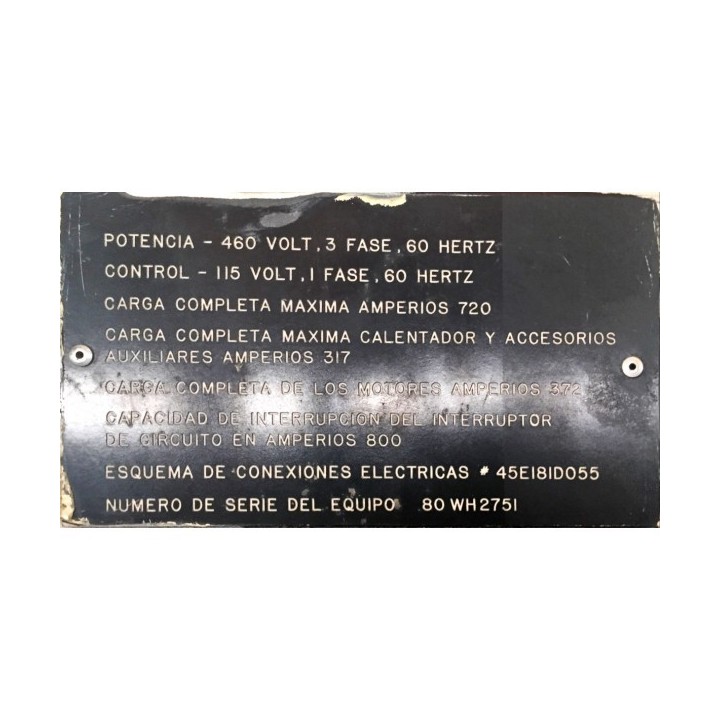 POTENCIA - 460 VOLT, 3 FASE, 60 HERTZ
CONTROL - 115 VOLT, 1 FASE, 60 HERTZ
CARGA COMPLETA MAXIMA AMPERIOS 720
CARGA COMPLETA MAXIMA CALENTADOR Y ACCESORIOS
AUXILIARES AMPERIOS 317
CARGA COMPLETA DE LOS MOTORES AMPERIOS 372
CAPACIDAD DE INTERRUPCION DEL INTERRUPTOR
DE CIRCUITO EN AMPERIOS 800
ESQUEMA DE CONEXIONES ELECTRICAS # 45E181D055
NUMERO DE SERIE DEL EQUIPO 80 WH2751